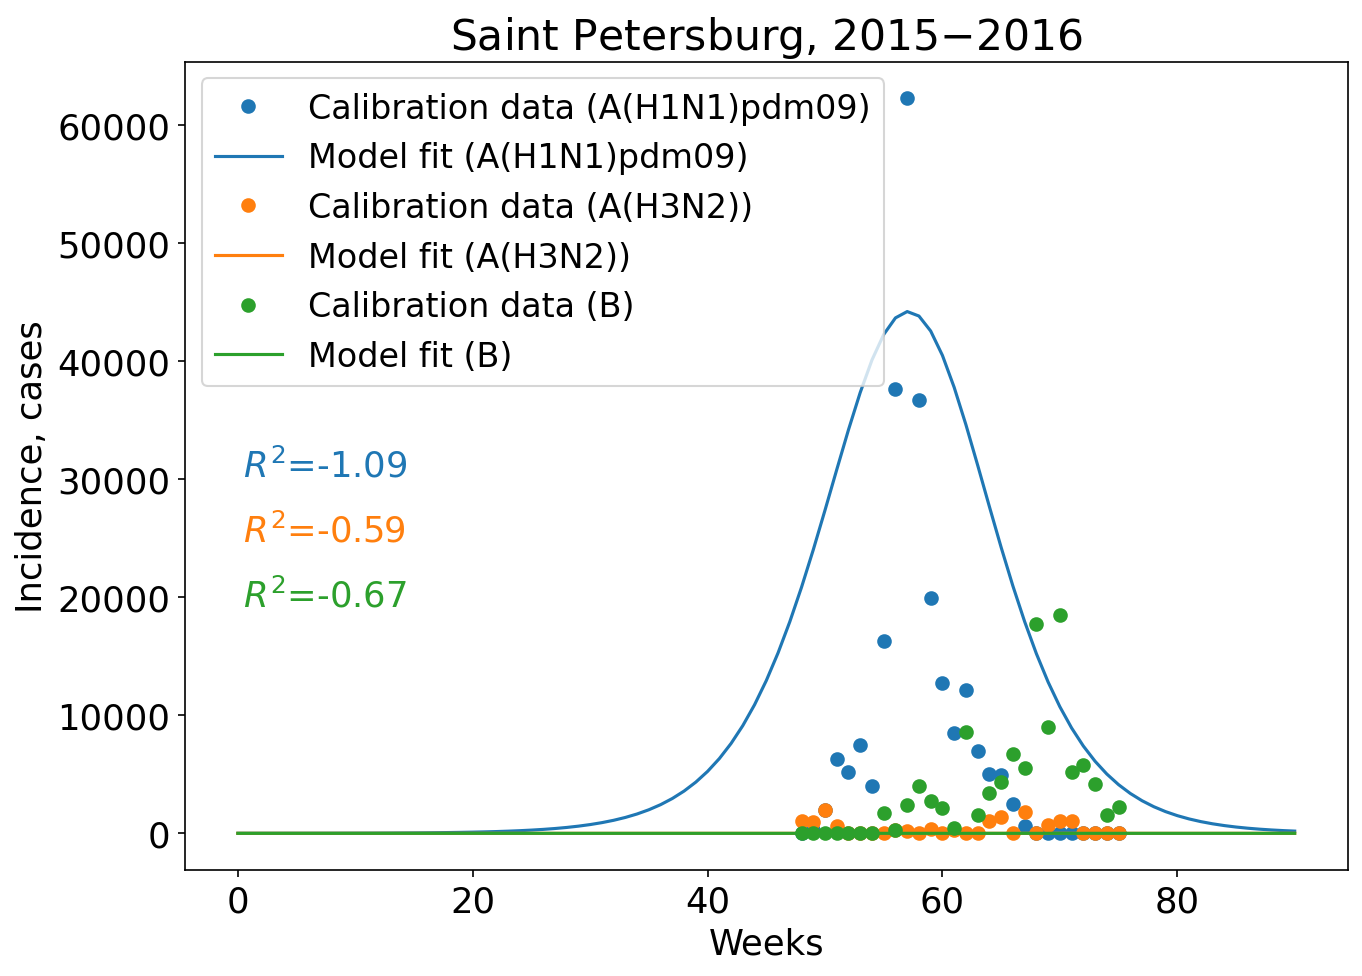 Saint Petersburg, 2015−2016
Calibration data (A(H1N1)pdm09)
Model fit (A(H1N1)pdm09)
Calibration data (A(H3N2))
Model fit (A(H3N2))
Calibration data (B)
Model fit (B)
R²=-1.09
R²=-0.59
R²=-0.67
Incidence, cases
60000
50000
40000
30000
20000
10000
0
0 20 40 60 80
Weeks